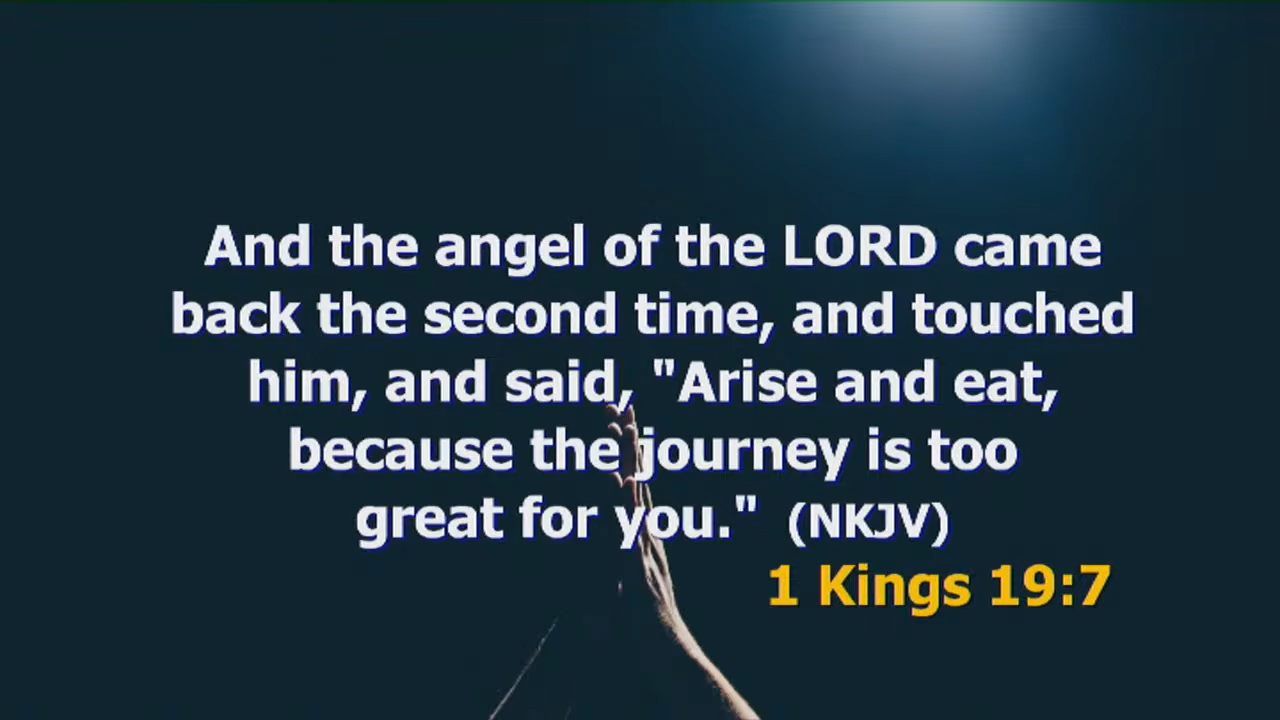 And the angel of the LORD came
back the second time, and touched
him, and said, "Arise and eat,
because the journey is too
great for you." (NKJV)
1 Kings 19:7